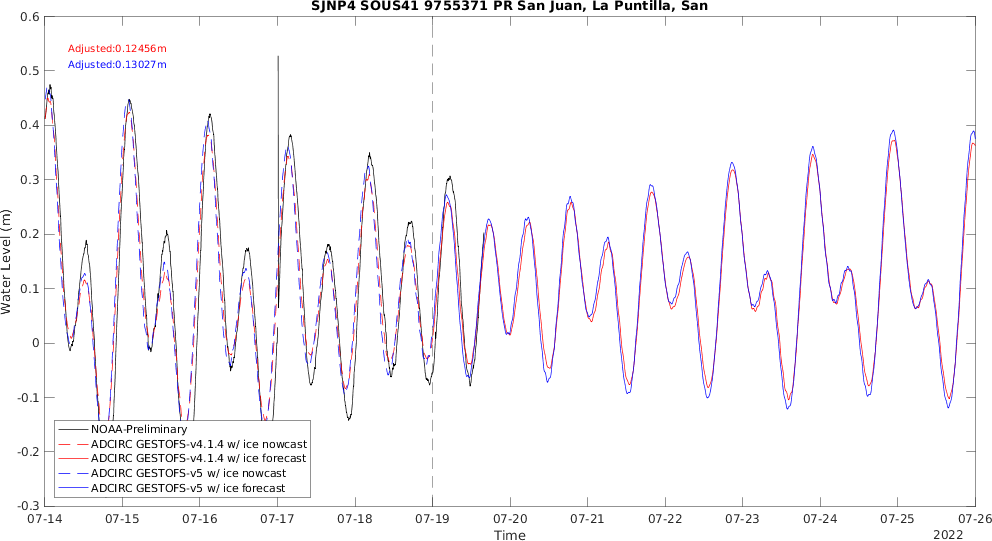 SJNP4 SOUS41 9755371 PR San Juan, La Puntilla, San
Adjusted:0.12456m
Adjusted:0.13027m
0.6
0.5
0.4
0.3
0.2
0.1
0
-0.1
-0.2
-0.3
Water Level (m)
NOAA-Preliminary
ADCIRC GESTOFS-v4.1.4 w/ ice nowcast
ADCIRC GESTOFS-v4.1.4 w/ ice forecast
ADCIRC GESTOFS-v5 w/ ice nowcast
ADCIRC GESTOFS-v5 w/ ice forecast
07-14 07-15 07-16 07-17 07-18 07-19 07-20 07-21 07-22 07-23 07-24 07-25 07-26
Time
2022